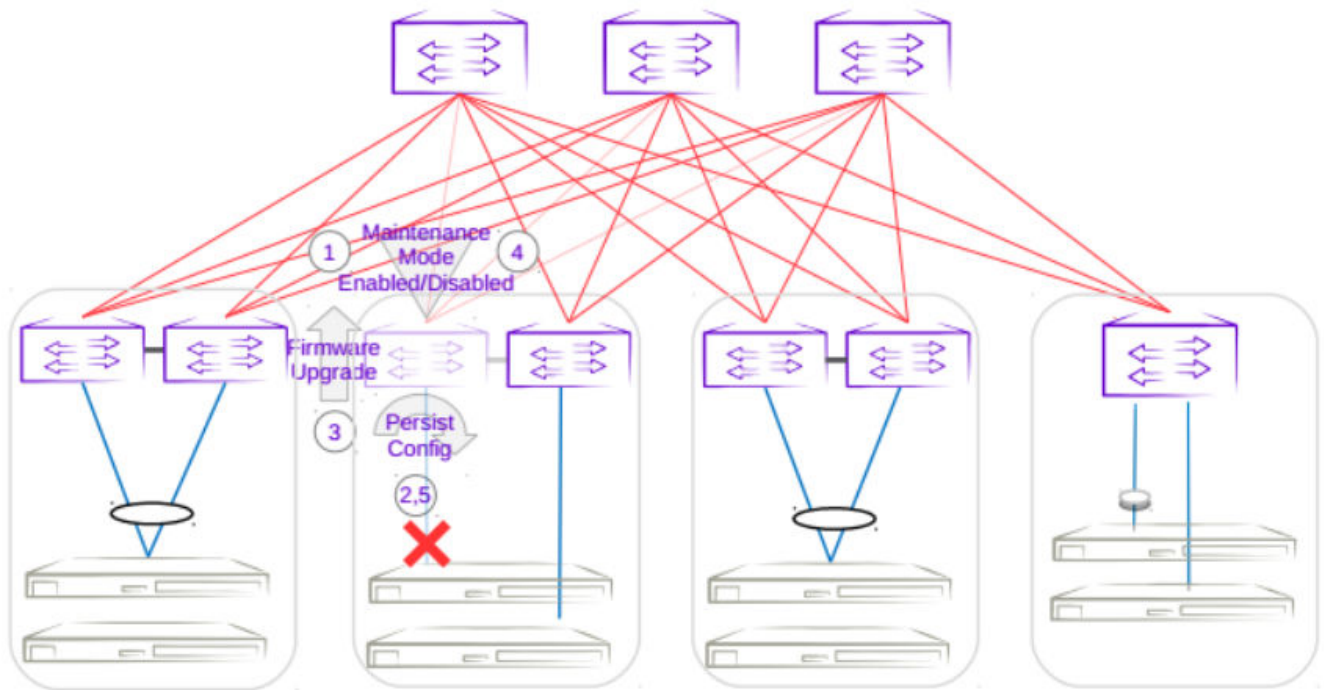 1
Maintenance
Mode
Enabled/Disabled
4
Firmware
Upgrade
3
Persist
Config
2,5